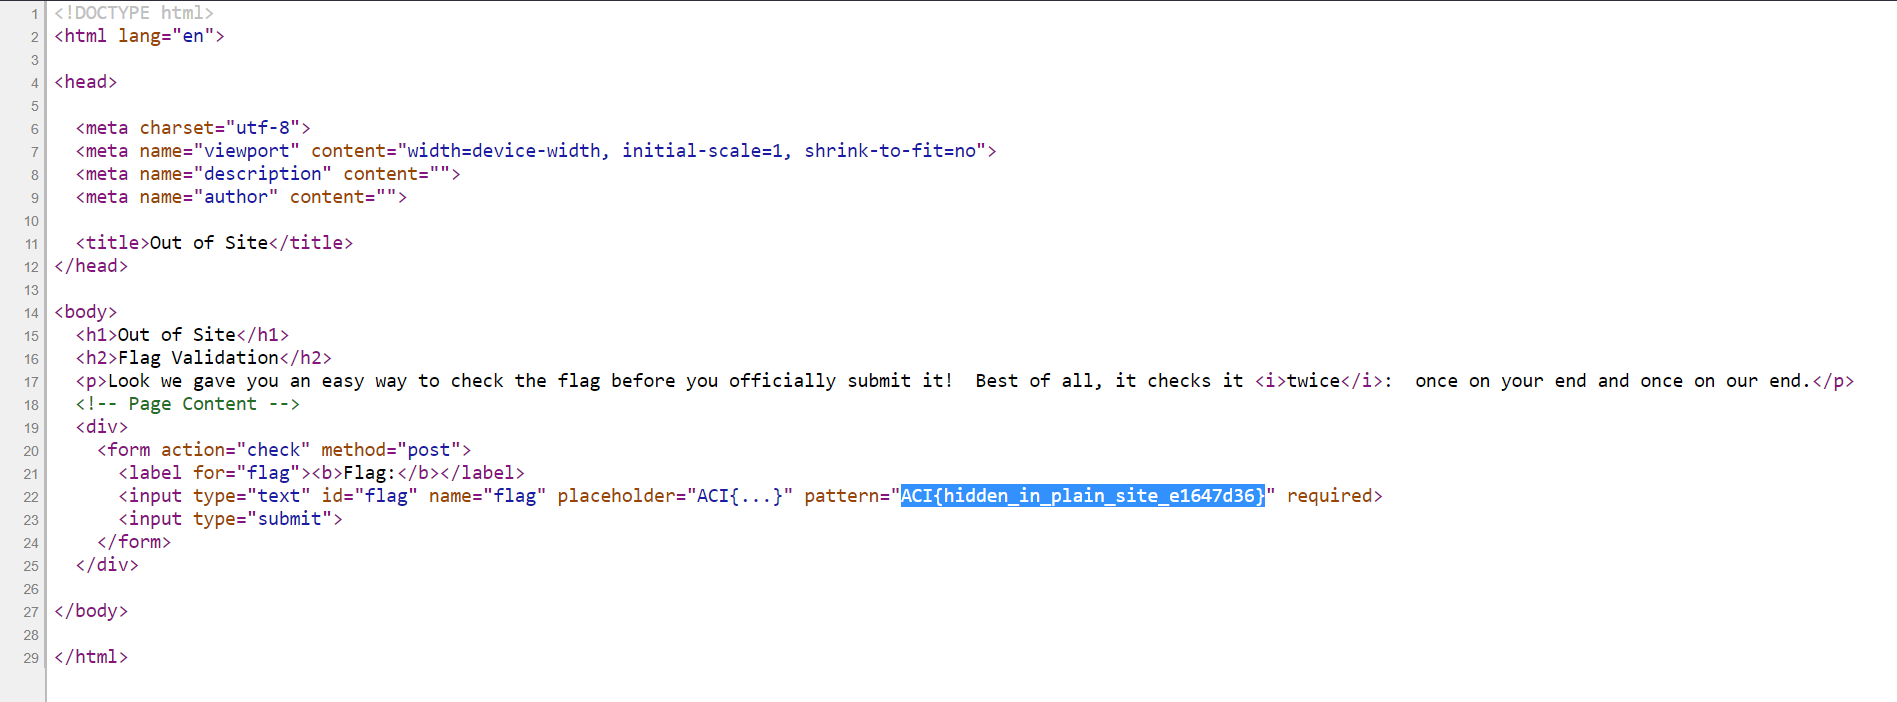 1 <!DOCTYPE html>
2 <html lang="en">
3
4 <head>
5
6   <meta charset="utf-8">
7   <meta name="viewport" content="width=device-width, initial-scale=1, shrink-to-fit=no">
8   <meta name="description" content="">
9   <meta name="author" content="">
10
11   <title>Out of Site</title>
12 </head>
13
14 <body>
15   <h1>Out of Site</h1>
16   <h2>Flag Validation</h2>
17   <p>Look we gave you an easy way to check the flag before you officially submit it!  Best of all, it checks it <i>twice</i>:  once on your end and once on our end.</p>
18   <!-- Page Content -->
19   <div>
20     <form action="check" method="post">
21       <label for="flag"><b>Flag:</b></label>
22       <input type="text" id="flag" name="flag" placeholder="ACI{...}" pattern="ACI{hidden_in_plain_site_e1647d36}" required>
23       <input type="submit">
24     </form>
25   </div>
26
27 </body>
28
29 </html>